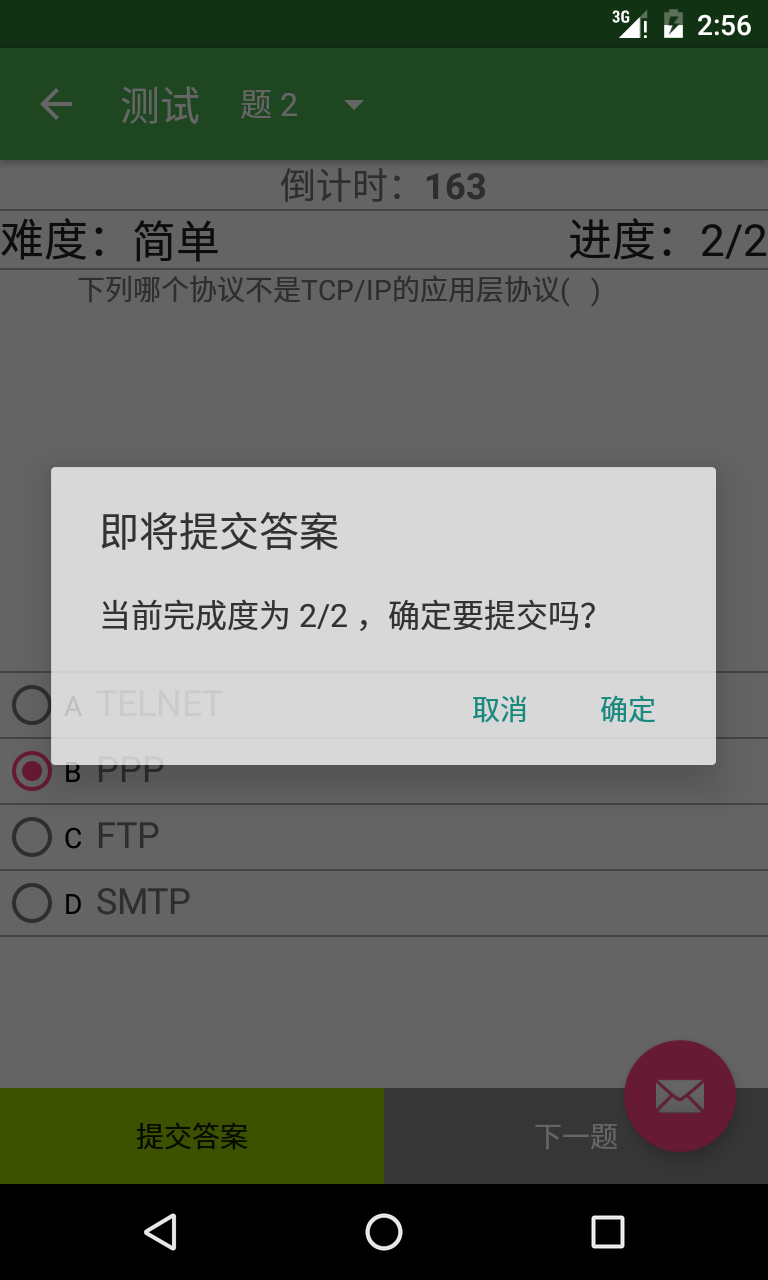 3G 2:56
测试 题 2
倒计时：163
难度：简单 进度：2/2
下列哪个协议不是TCP/IP的应用层协议(   )
即将提交答案
当前完成度为 2/2 ，确定要提交吗?
A TELNET
取消 确定
B PPP
C FTP
D SMTP
提交答案 下一题